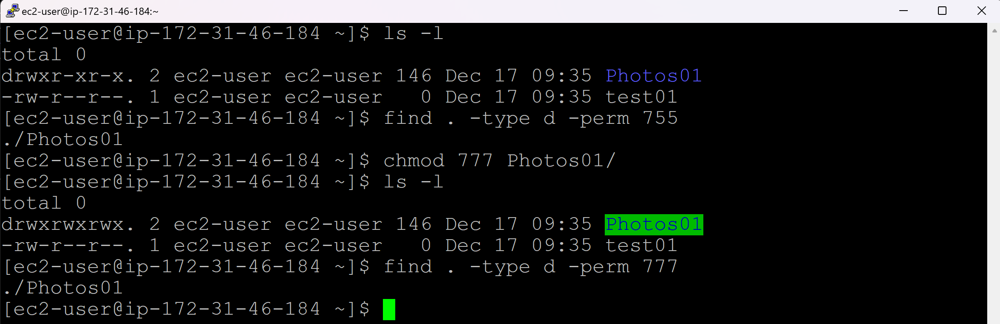 ec2-user@ip-172-31-46-184:~
[ec2-user@ip-172-31-46-184 ~]$ ls -l
total 0
drwxr-xr-x. 2 ec2-user ec2-user 146 Dec 17 09:35 Photos01
-rw-r--r--. 1 ec2-user ec2-user   0 Dec 17 09:35 test01
[ec2-user@ip-172-31-46-184 ~]$ find . -type d -perm 755
./Photos01
[ec2-user@ip-172-31-46-184 ~]$ chmod 777 Photos01/
[ec2-user@ip-172-31-46-184 ~]$ ls -l
total 0
drwxrwxrwx. 2 ec2-user ec2-user 146 Dec 17 09:35 Photos01
-rw-r--r--. 1 ec2-user ec2-user   0 Dec 17 09:35 test01
[ec2-user@ip-172-31-46-184 ~]$ find . -type d -perm 777
./Photos01
[ec2-user@ip-172-31-46-184 ~]$